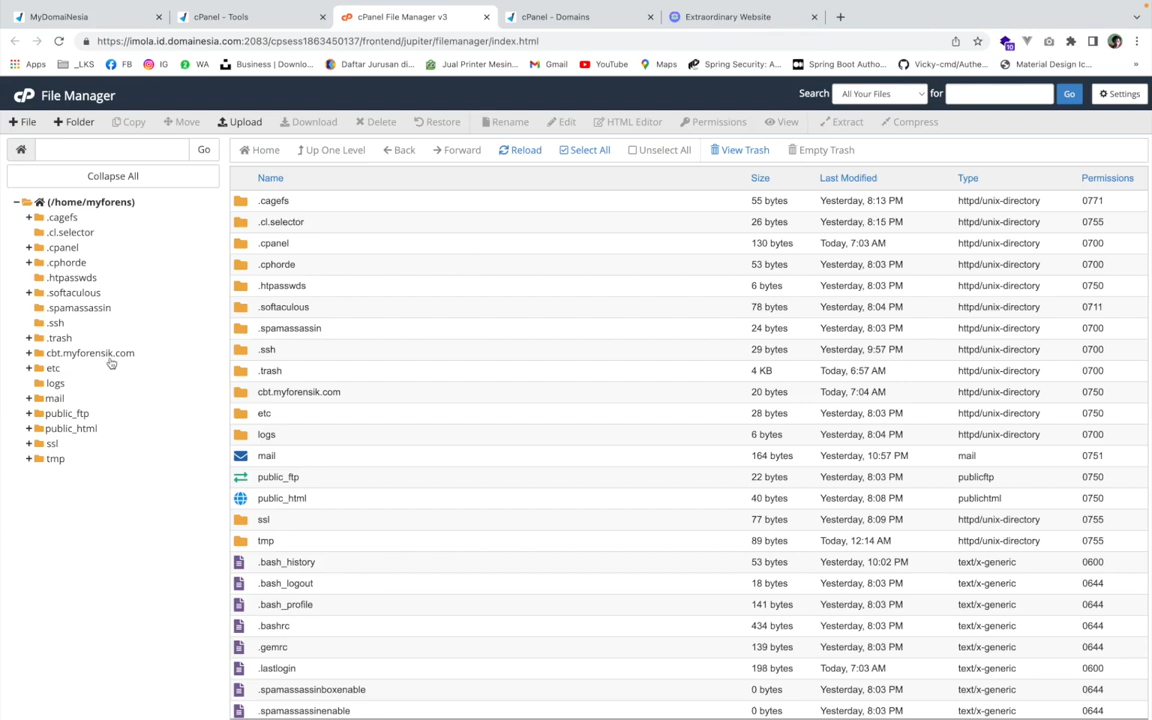 MyDomaiNesia
cPanel - Tools
cPanel File Manager v3
cPanel - Domains
Extraordinary Website
https://imola.id.domainesia.com:2083/cpsess1863450137/frontend/jupiter/filemanager/index.html
10
Apps
_LKS
FB
IG
WA
Business | Downlo...
Daftar Jurusan di...
Jual Printer Mesin...
Gmail
YouTube
Maps
Spring Security: A...
Spring Boot Autho...
Vicky-cmd/Authe...
Material Design Ic...
»
cP File Manager
Search
All Your Files
for
Go
Settings
File
Folder
Copy
Move
Upload
Download
Delete
Restore
Rename
Edit
HTML Editor
Permissions
View
Extract
Compress
Go
Home
Up One Level
Back
Forward
Reload
Select All
Unselect All
View Trash
Empty Trash
Collapse All
(/home/myforens)
.cagefs
.cl.selector
.cpanel
.cphorde
.htpasswds
.softaculous
.spamassassin
.ssh
.trash
cbt.myforensik.com
etc
logs
mail
public_ftp
public_html
ssl
tmp
Name Size Last Modified Type Permissions
.cagefs 55 bytes Yesterday, 8:13 PM httpd/unix-directory 0771
.cl.selector 26 bytes Yesterday, 8:15 PM httpd/unix-directory 0755
.cpanel 130 bytes Today, 7:03 AM httpd/unix-directory 0700
.cphorde 53 bytes Yesterday, 8:03 PM httpd/unix-directory 0700
.htpasswds 6 bytes Yesterday, 8:03 PM httpd/unix-directory 0750
.softaculous 78 bytes Yesterday, 8:04 PM httpd/unix-directory 0711
.spamassassin 24 bytes Yesterday, 8:03 PM httpd/unix-directory 0700
.ssh 29 bytes Yesterday, 9:57 PM httpd/unix-directory 0700
.trash 4 KB Today, 6:57 AM httpd/unix-directory 0700
cbt.myforensik.com 20 bytes Today, 7:04 AM httpd/unix-directory 0750
etc 28 bytes Yesterday, 8:03 PM httpd/unix-directory 0750
logs 6 bytes Yesterday, 8:04 PM httpd/unix-directory 0700
mail 164 bytes Yesterday, 10:57 PM mail 0751
public_ftp 22 bytes Yesterday, 8:03 PM publicftp 0750
public_html 40 bytes Yesterday, 8:08 PM publichtml 0750
ssl 77 bytes Yesterday, 8:09 PM httpd/unix-directory 0755
tmp 89 bytes Today, 12:14 AM httpd/unix-directory 0755
.bash_history 53 bytes Yesterday, 10:02 PM text/x-generic 0600
.bash_logout 18 bytes Yesterday, 8:03 PM text/x-generic 0644
.bash_profile 141 bytes Yesterday, 8:03 PM text/x-generic 0644
.bashrc 434 bytes Yesterday, 8:03 PM text/x-generic 0644
.gemrc 139 bytes Yesterday, 8:03 PM text/x-generic 0644
.lastlogin 198 bytes Today, 7:03 AM text/x-generic 0600
.spamassassinboxenable 0 bytes Yesterday, 8:03 PM text/x-generic 0644
.spamassassinenable 0 bytes Yesterday, 8:03 PM text/x-generic 0644